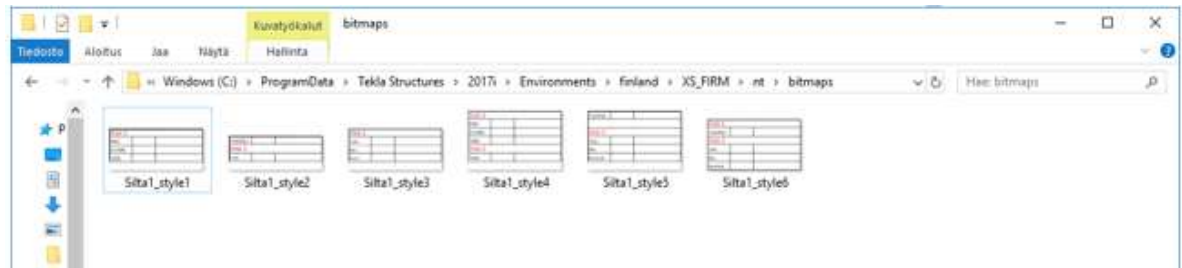 Kuvatyökalut bitmaps
Tiedosto Aloitus Jaa Näytä Hallinta
« Windows (C:) › ProgramData › Tekla Structures › 2017i › Environments › finland › XS_FIRM › nt › bitmaps Hae: bitmaps
P
Silta1_style1 Silta1_style2 Silta1_style3 Silta1_style4 Silta1_style5 Silta1_style6